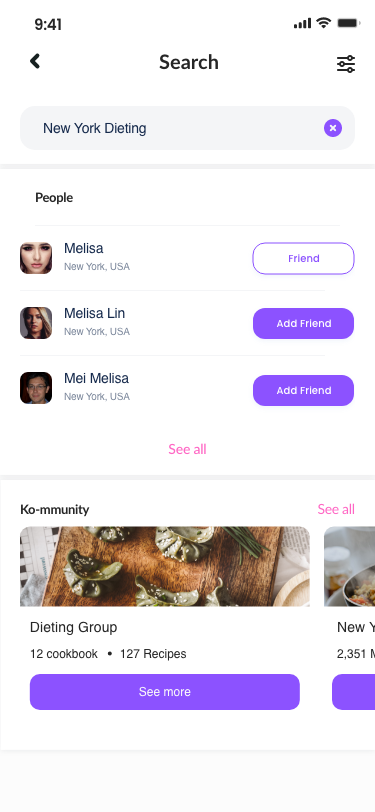 9:41
Search
New York Dieting
People
Melisa
New York, USA
Friend
Melisa Lin
New York, USA
Add Friend
Mei Melisa
New York, USA
Add Friend
See all
Ko-mmunity
See all
Dieting Group
12 cookbook • 127 Recipes
See more
New Y
2,351 M